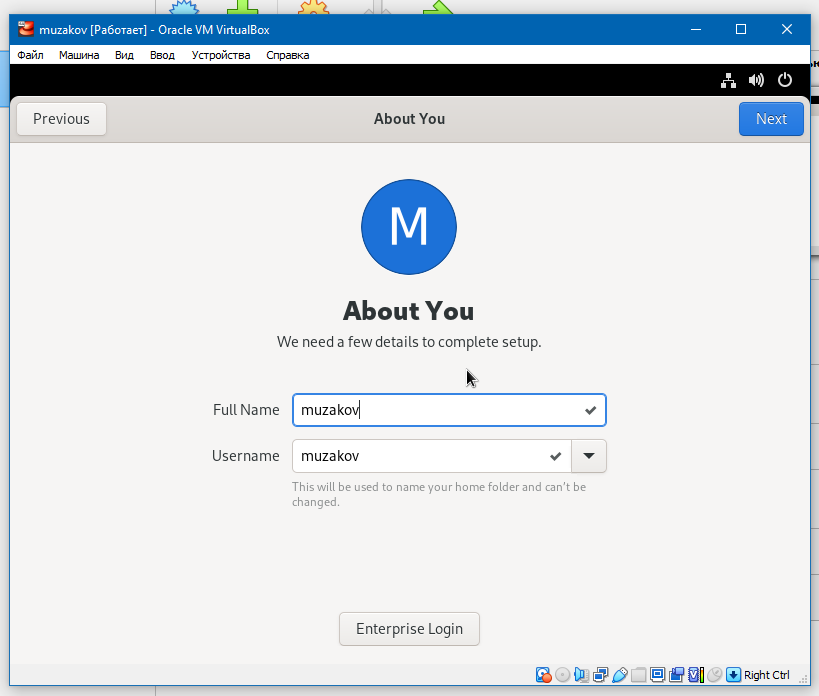 muzakov [Работает] - Oracle VM VirtualBox
Файл Машина Вид Ввод Устройства Справка
Previous About You Next
M
About You
We need a few details to complete setup.
Full Name muzakov
Username muzakov
This will be used to name your home folder and can't be
changed.
Enterprise Login
Right Ctrl